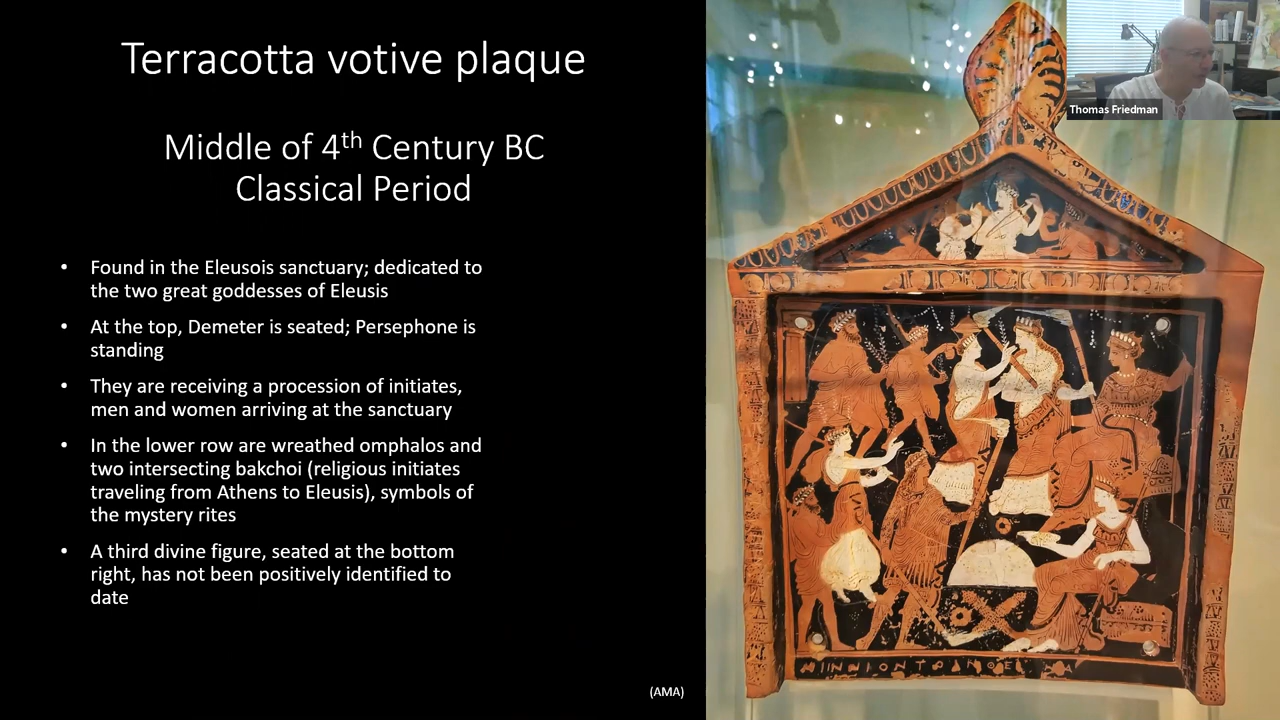 Terracotta votive plaque
Middle of 4th Century BC
Classical Period
• Found in the Eleusois sanctuary; dedicated to
the two great goddesses of Eleusis
• At the top, Demeter is seated; Persephone is
standing
• They are receiving a procession of initiates,
men and women arriving at the sanctuary
• In the lower row are wreathed omphalos and
two intersecting bakchoi (religious initiates
traveling from Athens to Eleusis), symbols of
the mystery rites
• A third divine figure, seated at the bottom
right, has not been positively identified to
date
(AMA)
Thomas Friedman